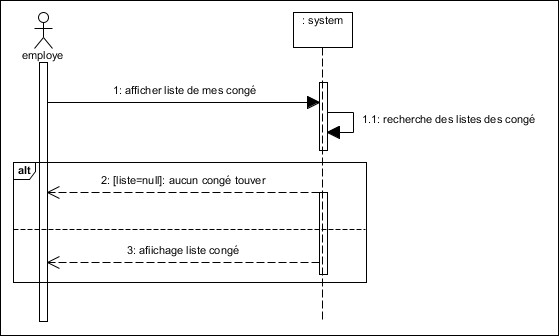 : system
employe
1: afficher liste de mes congé
1.1: recherche des listes des congé
alt
2: [liste=null]: aucun congé touver
3: afiichage liste congé